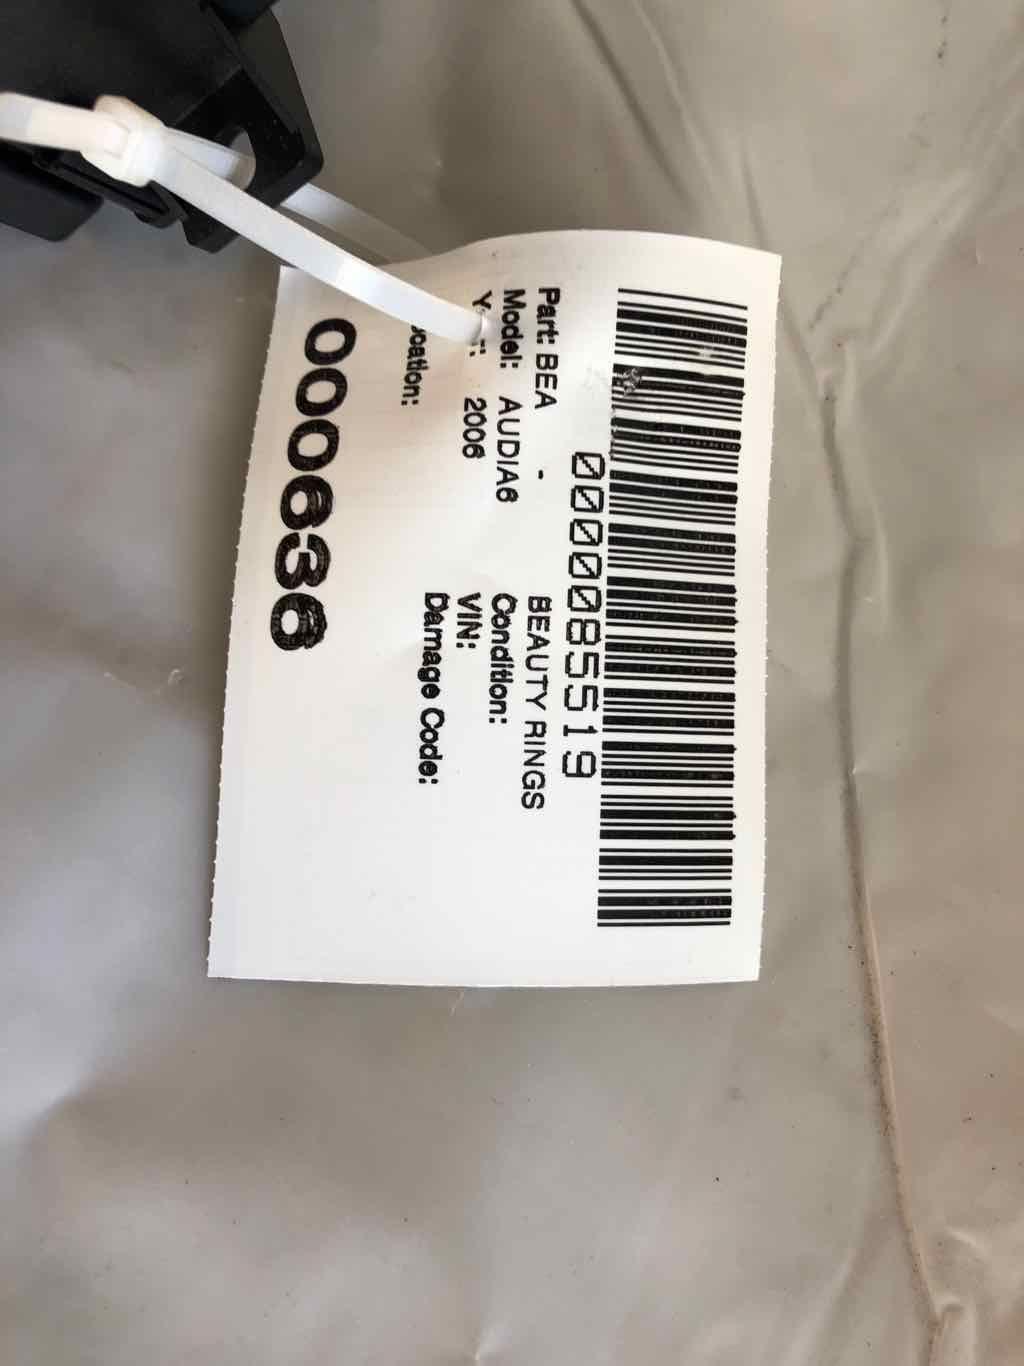 0000085519
Part: BEA - BEAUTY RINGS
Model: AUDIA6 Condition:
2006 VIN:
Damage Code:
000636